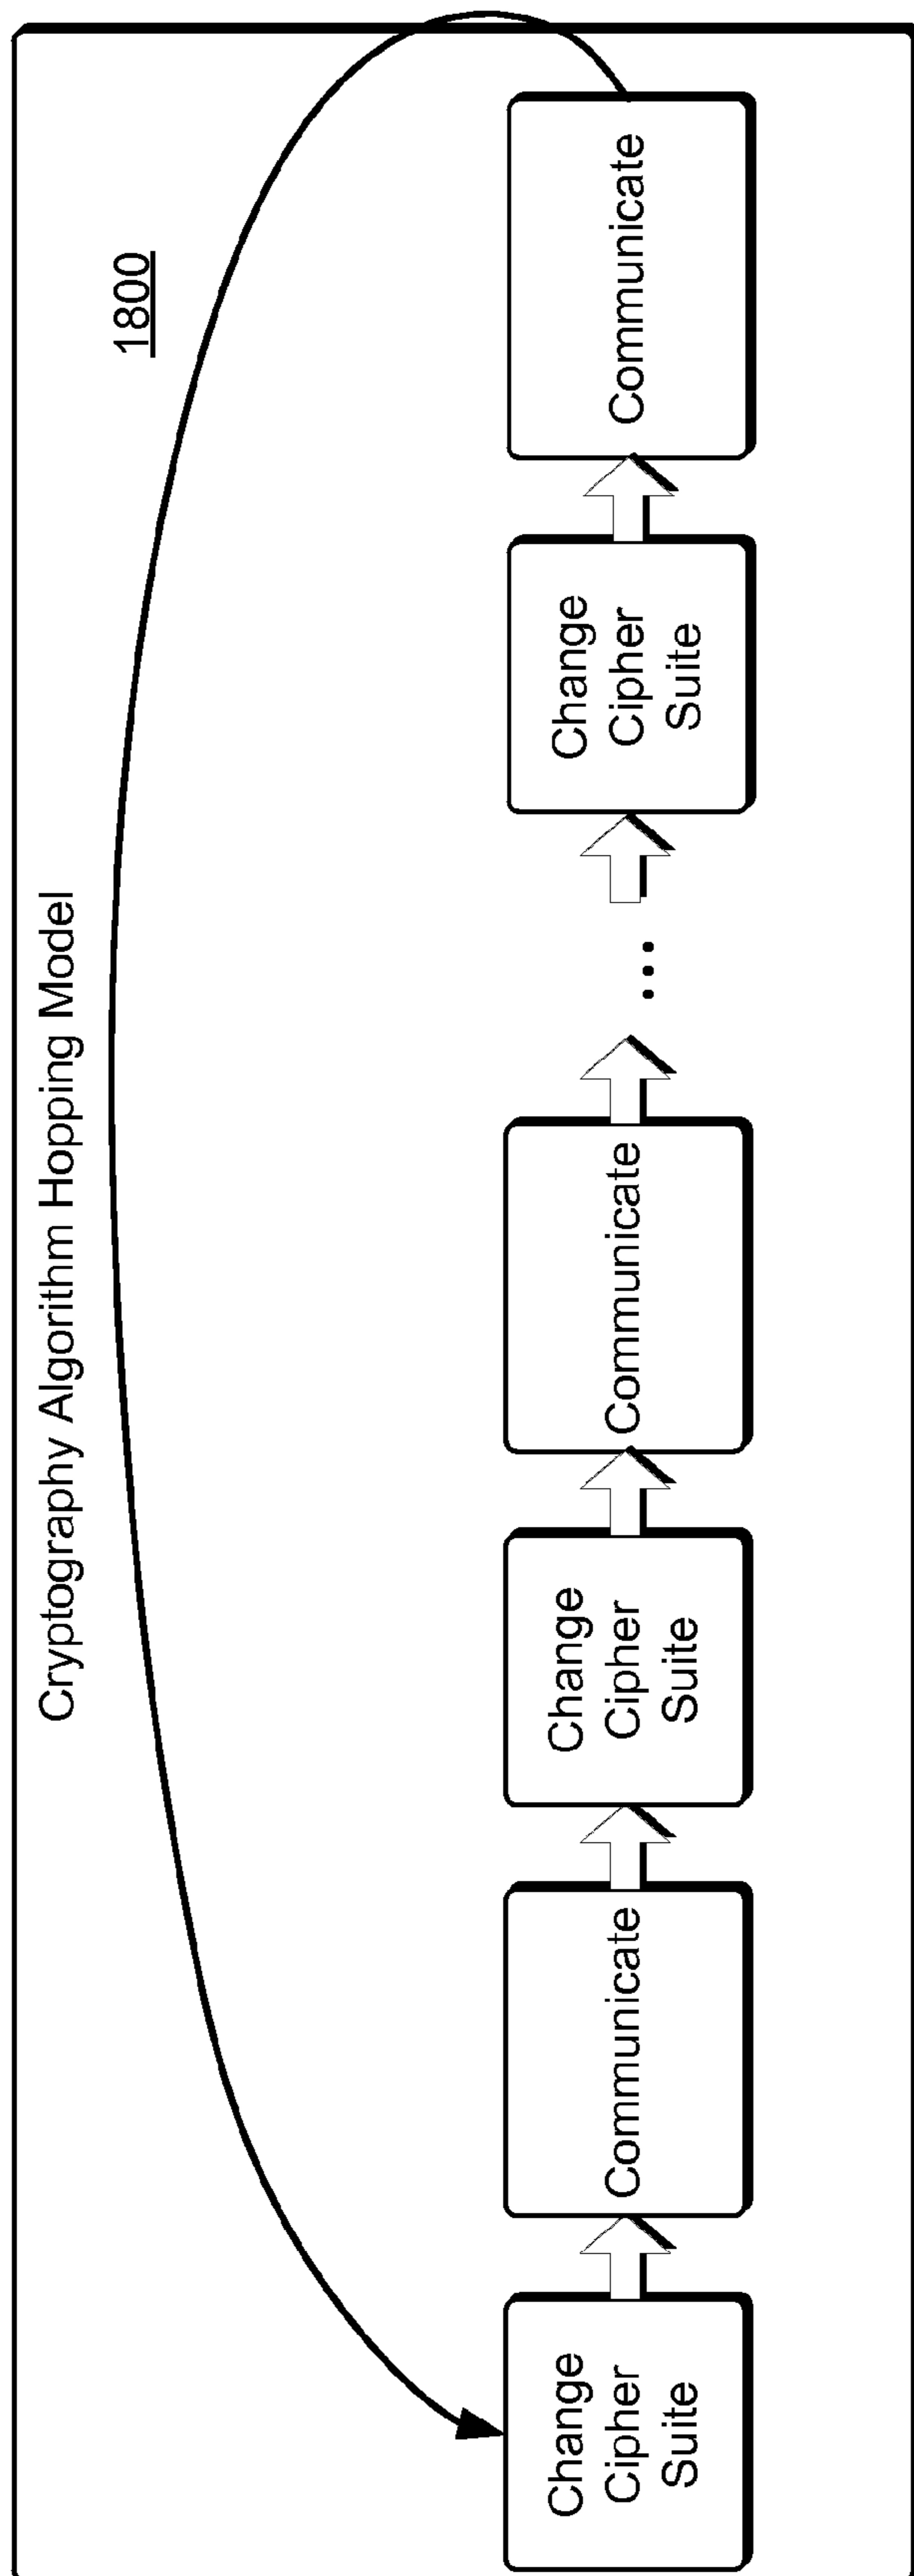 Cryptography Algorithm Hopping Model
1800
Change
Cipher
Suite
Communicate
Change
Cipher
Suite
Communicate
...
Change
Cipher
Suite
Communicate